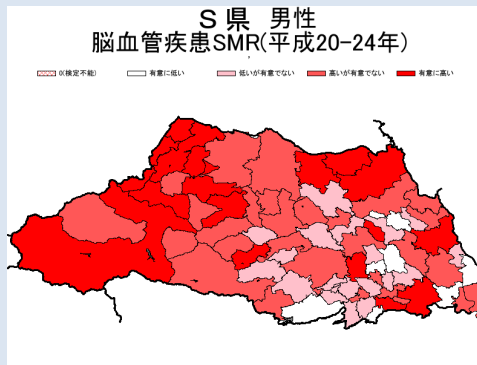 S 県 男性
脳血管疾患SMR(平成20-24年)
0(検定不能) 有意に低い 低いが有意でない 高いが有意でない 有意に高い